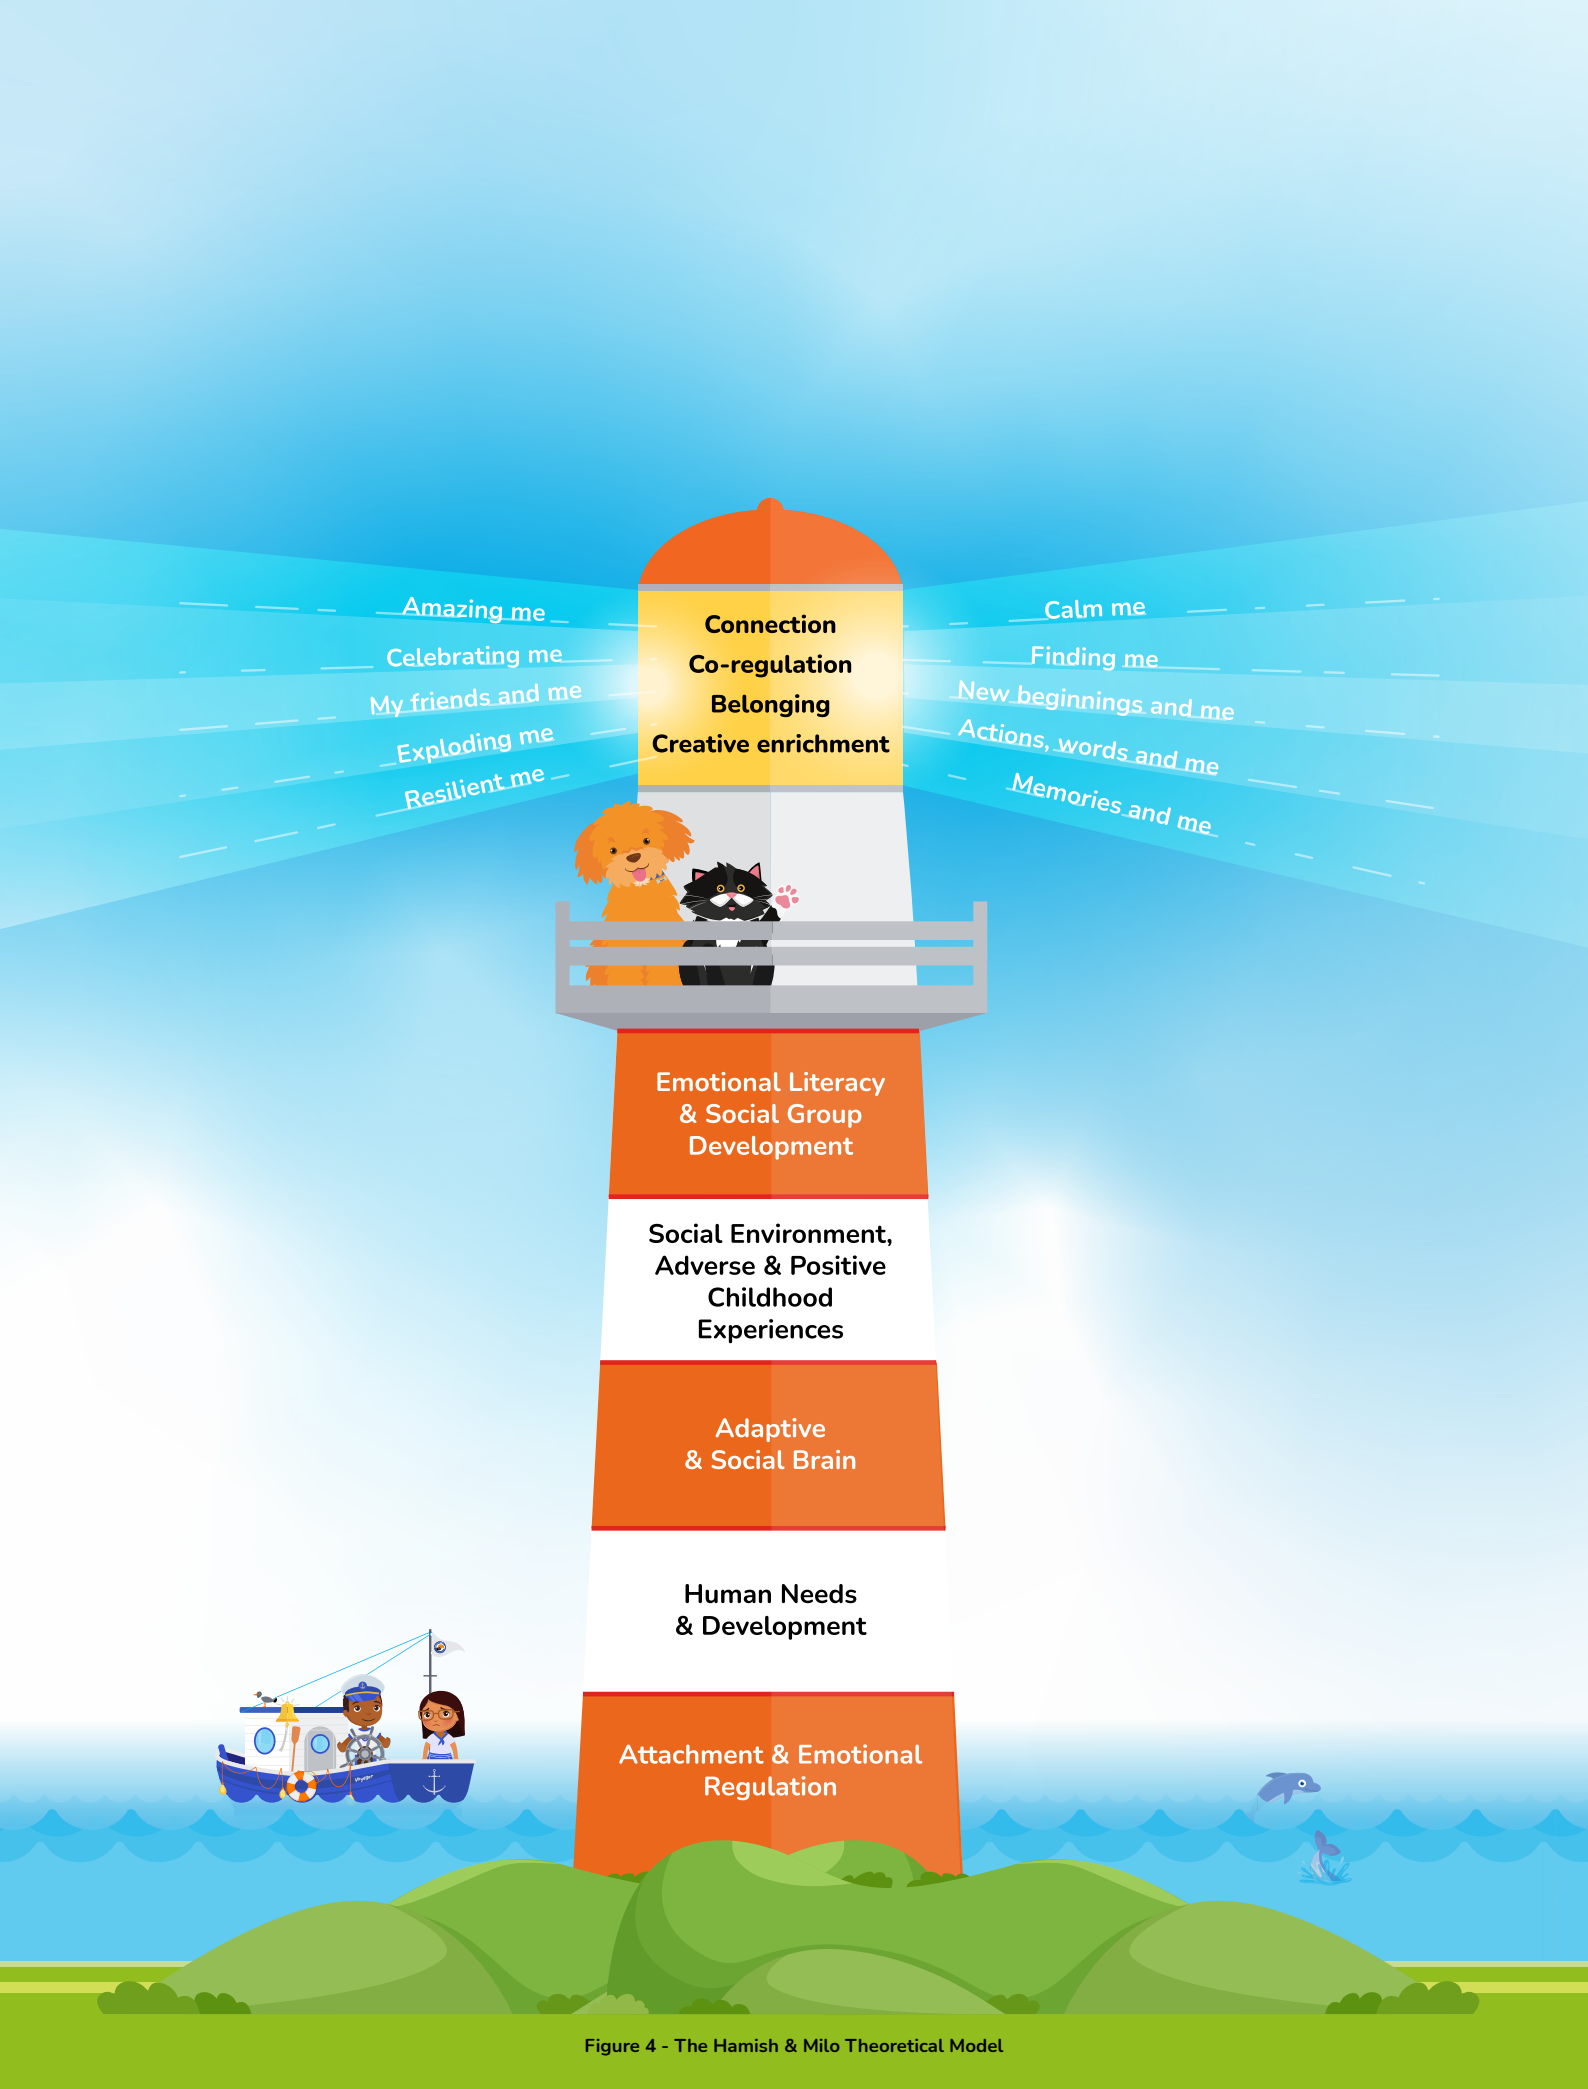 Amazing me
Celebrating me
My friends and me
Exploding me
Resilient me
Connection
Co-regulation
Belonging
Creative enrichment
Calm me
Finding me
New beginnings and me
Actions, words and me
Memories and me
Emotional Literacy
& Social Group
Development
Social Environment,
Adverse & Positive
Childhood
Experiences
Adaptive
& Social Brain
Human Needs
& Development
Attachment & Emotional
Regulation
Voyager
Figure 4 - The Hamish & Milo Theoretical Model